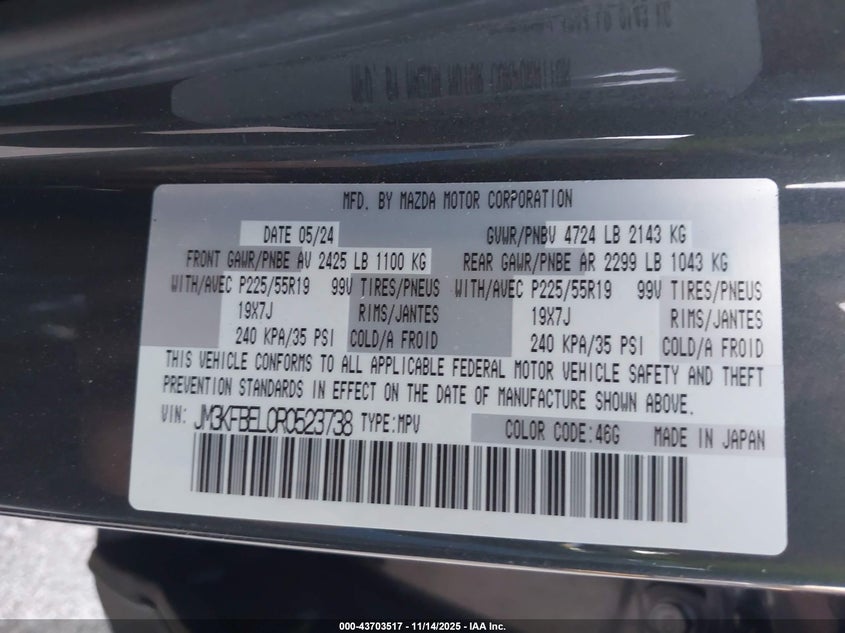 MFD. BY MAZDA MOTOR CORPORATION
DATE 05/24 GVWR/PNBV 4724 LB 2143 KG
FRONT GAWR/PNBE AV 2425 LB 1100 KG REAR GAWR/PNBE AR 2299 LB 1043 KG
WITH/AVEC P225/55R19 99V TIRES/PNEUS WITH/AVEC P225/55R19 99V TIRES/PNEUS
19X7J RIMS/JANTES 19X7J RIMS/JANTES
240 KPA/35 PSI COLD/A FROID 240 KPA/35 PSI COLD/A FROID
THIS VEHICLE CONFORMS TO ALL APPLICABLE FEDERAL MOTOR VEHICLE SAFETY AND THEFT
PREVENTION STANDARDS IN EFFECT ON THE DATE OF MANUFACTURE SHOWN ABOVE.
VIN: JM3KFBEL0R0523738 TYPE:MPV COLOR CODE:46G MADE IN JAPAN
000-43703517 - 11/14/2025 - IAA Inc.